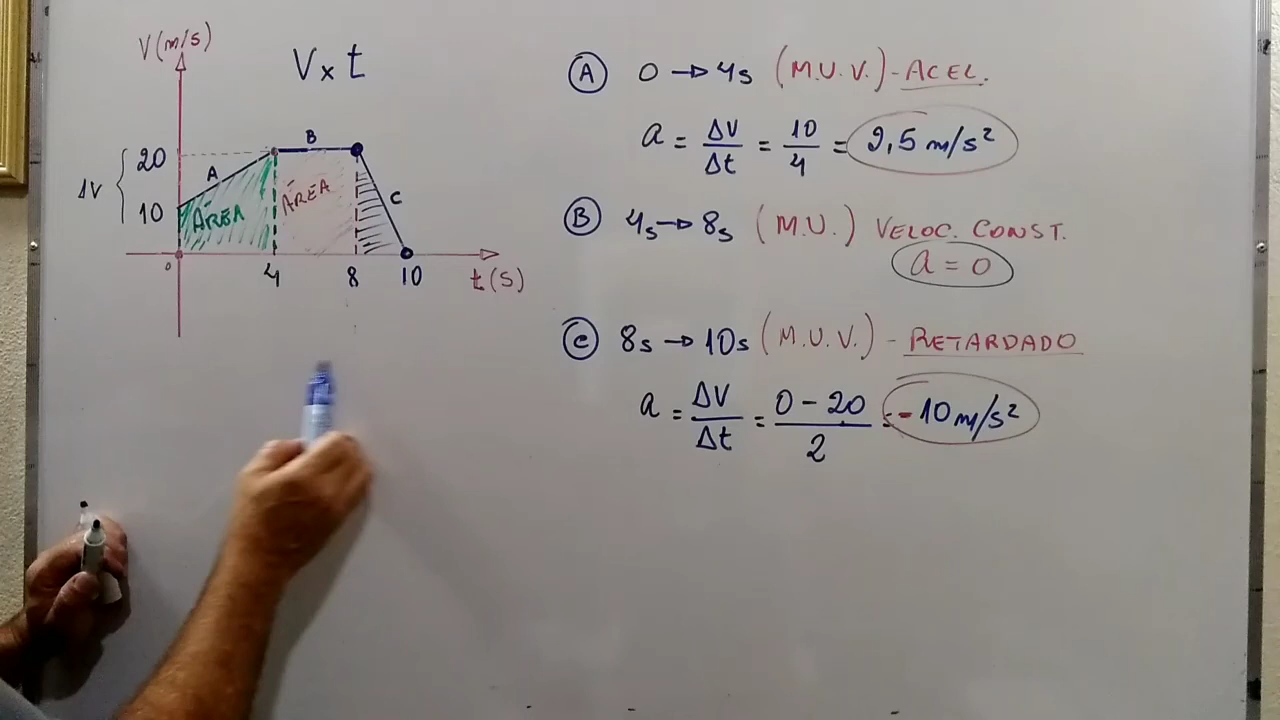 V(m/s)
V x t
ΔV
20
10
A
B
C
ÁREA
ÁREA
0
4
8
10
t(s)
A 0 → 4s (M.U.V.) - ACEL.
a = ΔV/Δt = 10/4 = 2,5 m/s²
B 4s → 8s (M.U.) VELOC. CONST.
a = 0
C 8s → 10s (M.U.V.) - RETARDADO
a = ΔV/Δt = 0 - 20/2 = - 10 m/s²